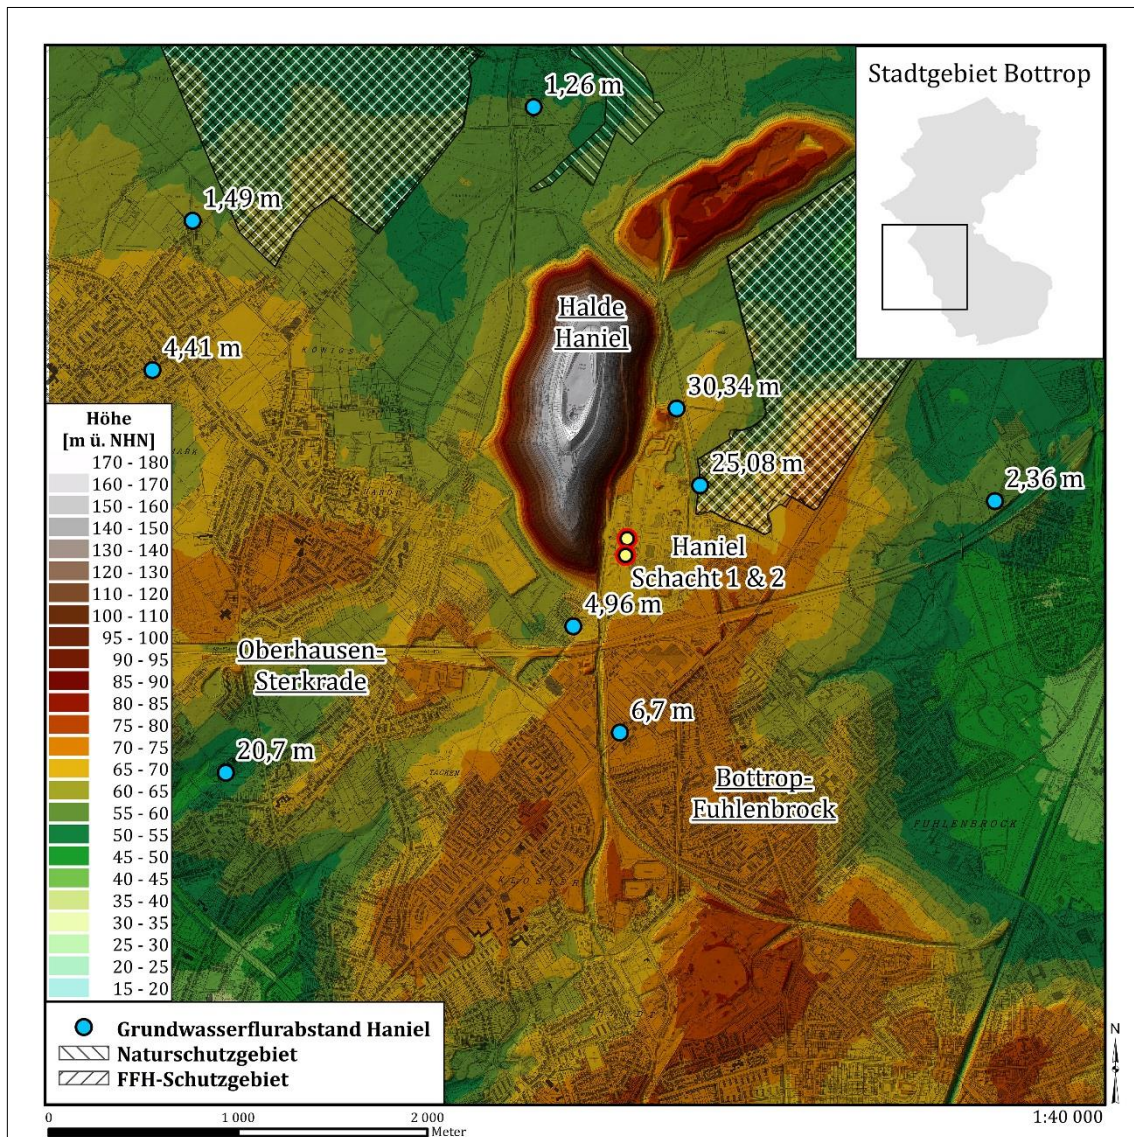 Stadtgebiet Bottrop
1,26 m
1,49 m
Halde
Haniel
4,41 m
KÖNIGS
30,34 m
25,08 m
2,36 m
Haniel
Schacht 1 & 2
4,96 m
Oberhausen-
Sterkrade
6,7 m
20,7 m
Bottrop-
Fuhlenbrock
FUHLENBROCK
Höhe
[m ü. NHN]
170 - 180
160 - 170
150 - 160
140 - 150
130 - 140
120 - 130
110 - 120
100 - 110
95 - 100
90 - 95
85 - 90
80 - 85
75 - 80
70 - 75
65 - 70
60 - 65
55 - 60
50 - 55
45 - 50
40 - 45
35 - 40
30 - 35
25 - 30
20 - 25
15 - 20
Grundwasserflurabstand Haniel
Naturschutzgebiet
FFH-Schutzgebiet
N
0 1 000 2 000
Meter
1:40 000